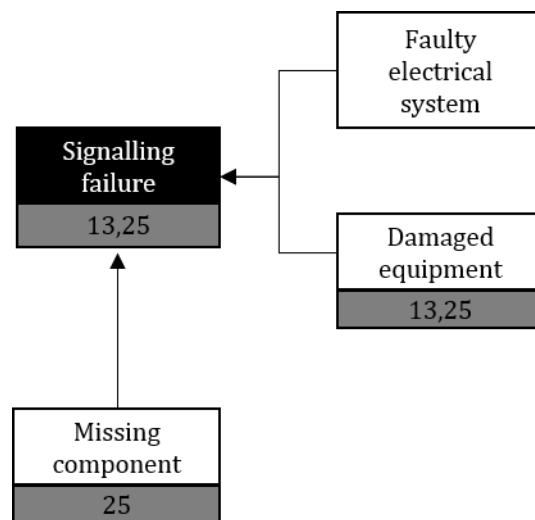 Faulty
electrical
system
Signalling
failure
13,25
Damaged
equipment
13,25
Missing
component
25